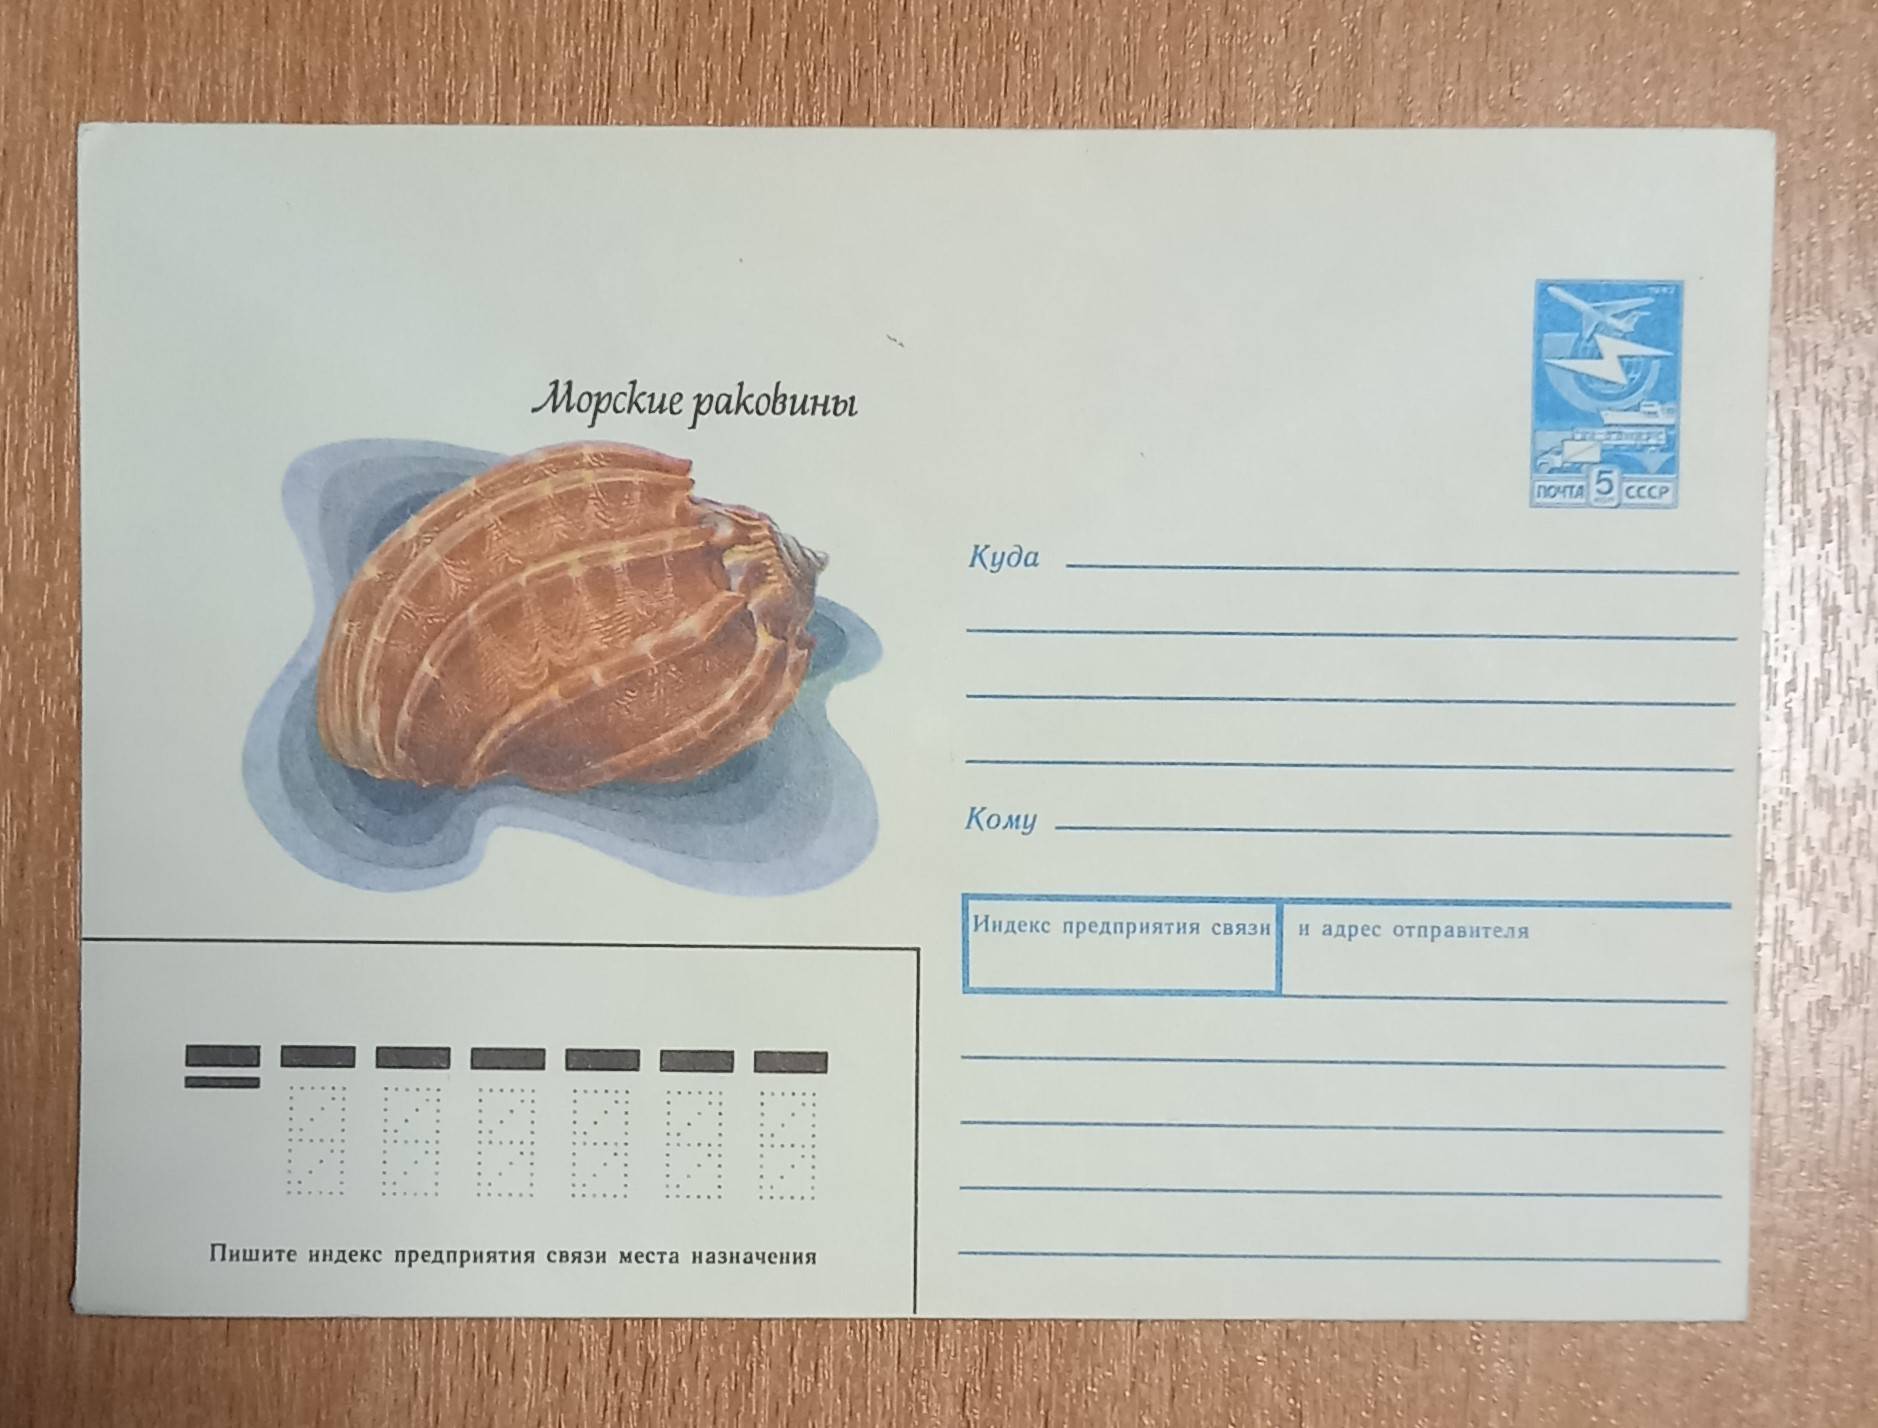 Морские раковины
ПОЧТА 5 СССР
коп
Куда
Кому
Индекс предприятия связи и адрес отправителя
Пишите индекс предприятия связи места назначения